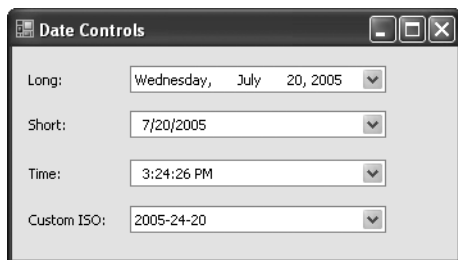 Date Controls
Long: Wednesday, July 20, 2005
Short: 7/20/2005
Time: 3:24:26 PM
Custom ISO: 2005-24-20